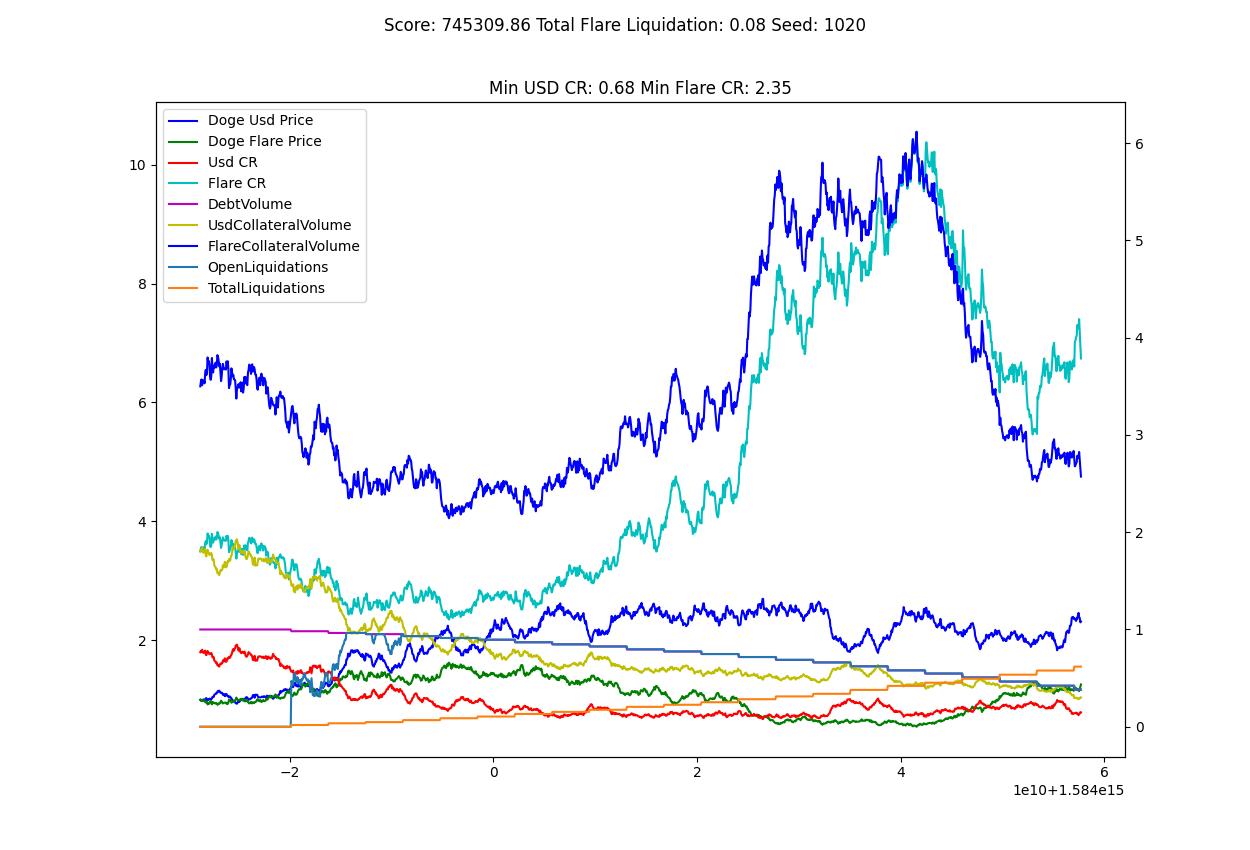 Score: 745309.86 Total Flare Liquidation: 0.08 Seed: 1020
Min USD CR: 0.68 Min Flare CR: 2.35
Doge Usd Price
Doge Flare Price
Usd CR
Flare CR
DebtVolume
UsdCollateralVolume
FlareCollateralVolume
OpenLiquidations
TotalLiquidations
10
8
6
4
2
6
5
4
3
2
1
0
−2
0
2
4
6
1e10+1.584e15